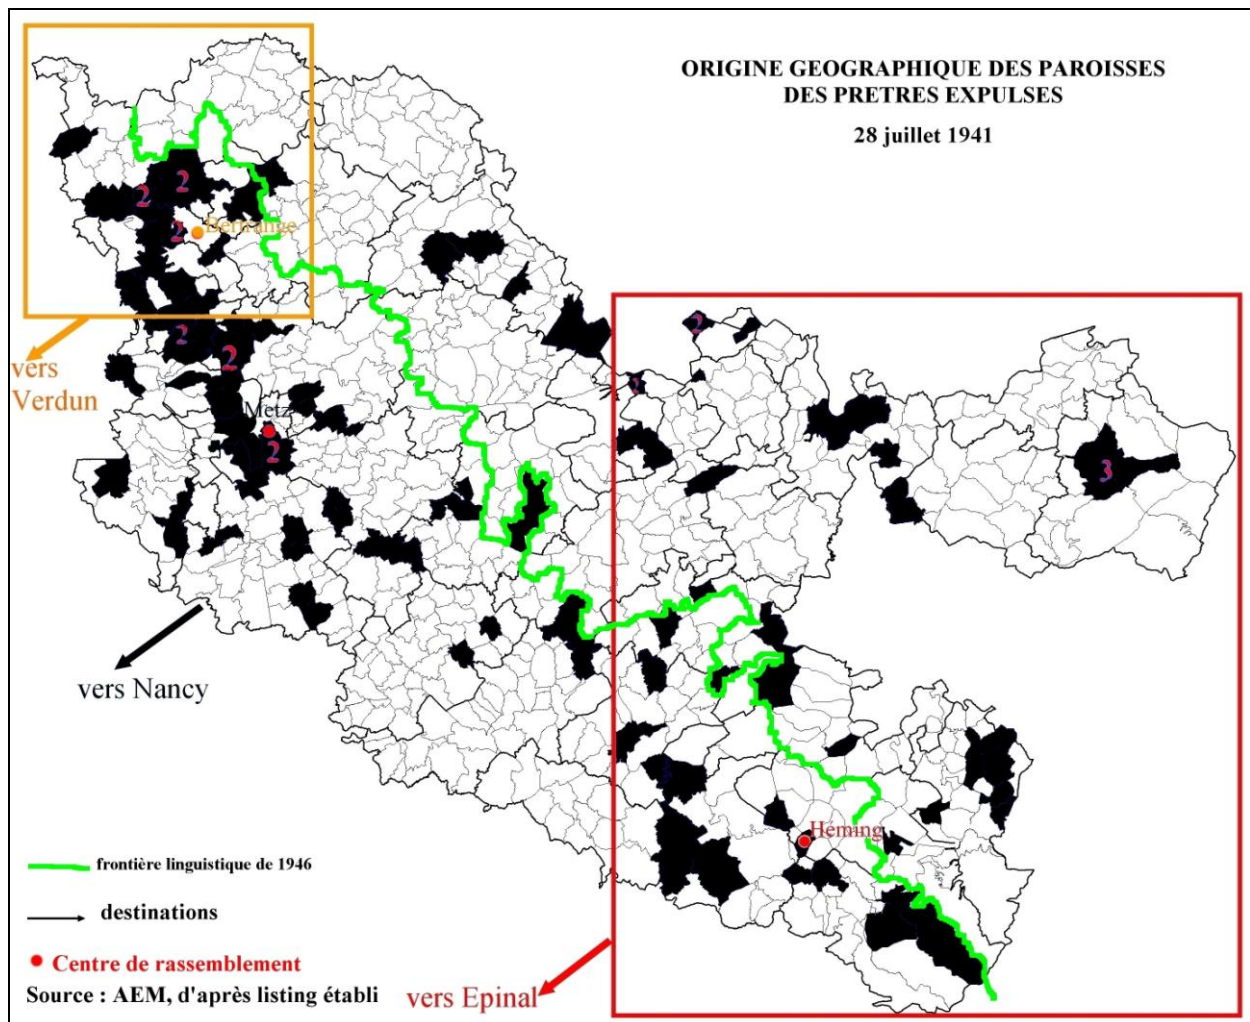 ORIGINE GEOGRAPHIQUE DES PAROISSES
DES PRETRES EXPULSES
28 juillet 1941
2
2
2
Bertrange
2
2
vers
Verdun
2
2
Metz
2
3
vers Nancy
Heming
frontière linguistique de 1946
destinations
Centre de rassemblement
Source : AEM, d'après listing établi
vers Epinal